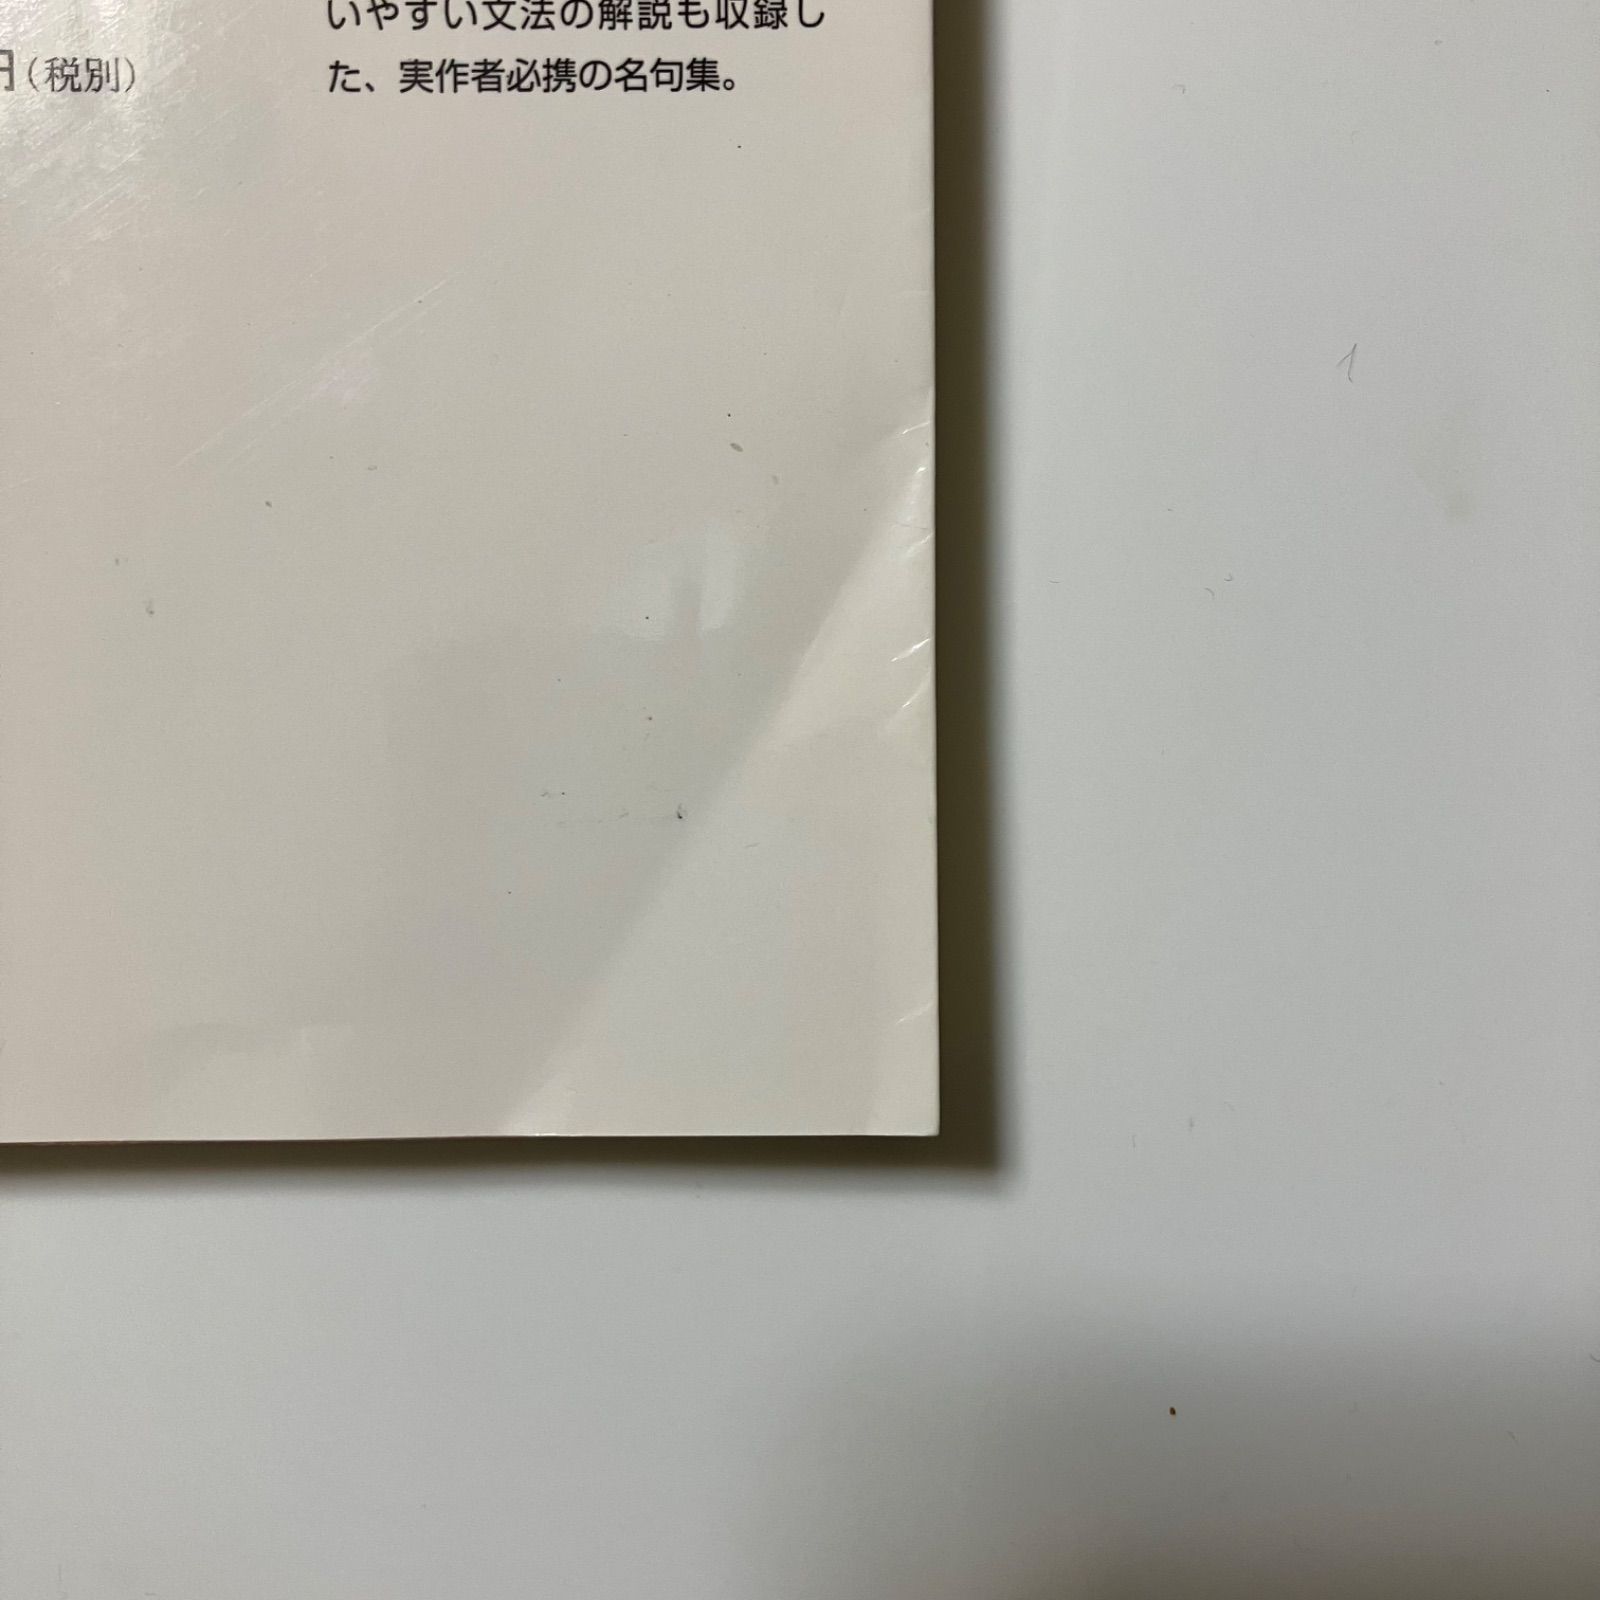 いやすい文法の解説も収録し
た、実作者必携の名句集。
円（税別）